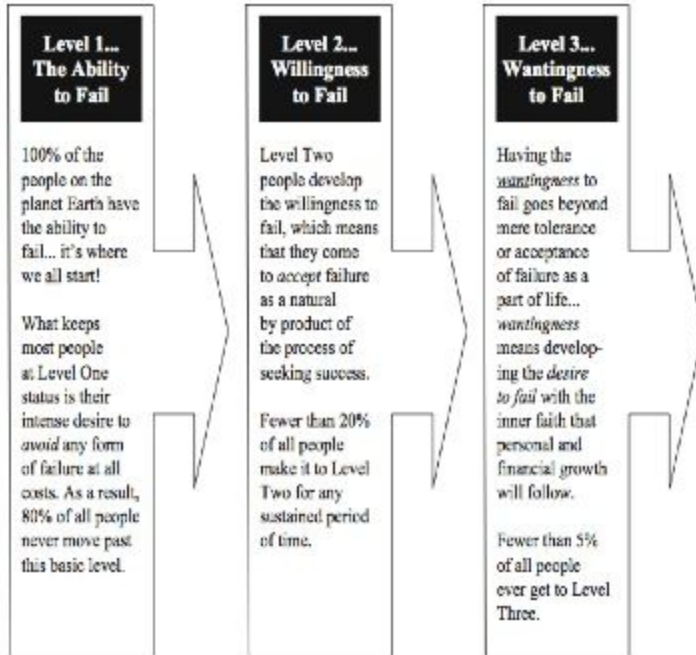 Level 1...
The Ability
to Fail
100% of the
people on the
planet Earth have
the ability to
fail... it's where
we all start!
What keeps
most people
at Level One
status is their
intense desire to
avoid any form
of failure at all
costs. As a result,
80% of all people
never move past
this basic level.
Level 2...
Willingness
to Fail
Level Two
people develop
the willingness to
fail, which means
that they come
to accept failure
as a natural
by product of
the process of
seeking success.
Fewer than 20%
of all people
make it to Level
Two for any
sustained period
of time.
Level 3...
Wantingness
to Fail
Having the
wantingness to
fail goes beyond
mere tolerance
or acceptance
of failure as a
part of life...
wantingness
means develop-
ing the desire
to fail with the
inner faith that
personal and
financial growth
will follow.
Fewer than 5%
of all people
ever get to Level
Three.